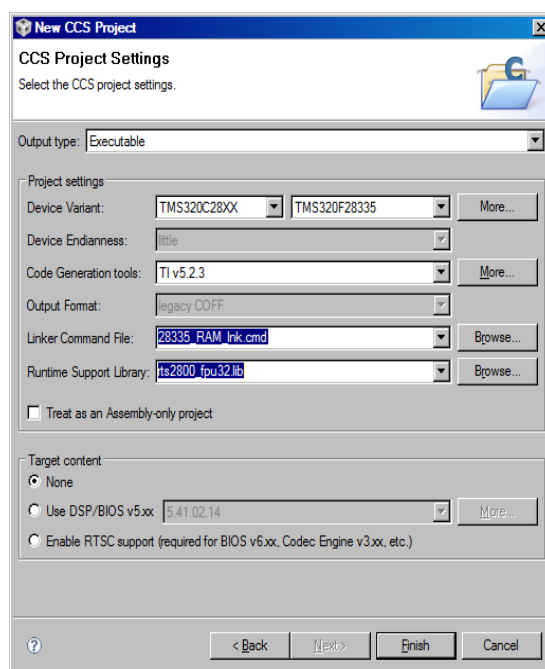 New CCS Project
CCS Project Settings
Select the CCS project settings.
Output type: Executable
Project settings
Device Variant: TMS320C28XX TMS320F28335 More...
Device Endianness: little
Code Generation tools: TI v5.2.3 More...
Output Format: legacy COFF
Linker Command File: 28335_RAM_lnk.cmd Browse...
Runtime Support Library: rts2800_fpu32.lib Browse...
Treat as an Assembly-only project
Target content
None
Use DSP/BIOS v5.xx 5.41.02.14 More...
Enable RTSC support (required for BIOS v6.xx, Codec Engine v3.xx, etc.)
? < Back Next > Finish Cancel